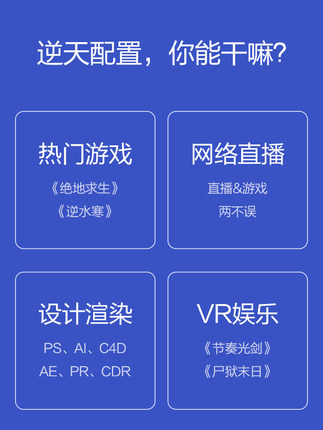 逆天配置，你能干嘛？
热门游戏
《绝地求生》
《逆水寒》
网络直播
直播&游戏
两不误
设计渲染
PS、AI、C4D
AE、PR、CDR
VR娱乐
《节奏光剑》
《尸狱末日》